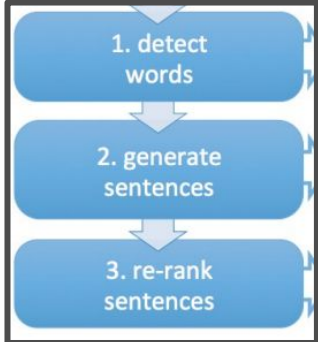 1. detect
words
2. generate
sentences
3. re-rank
sentences